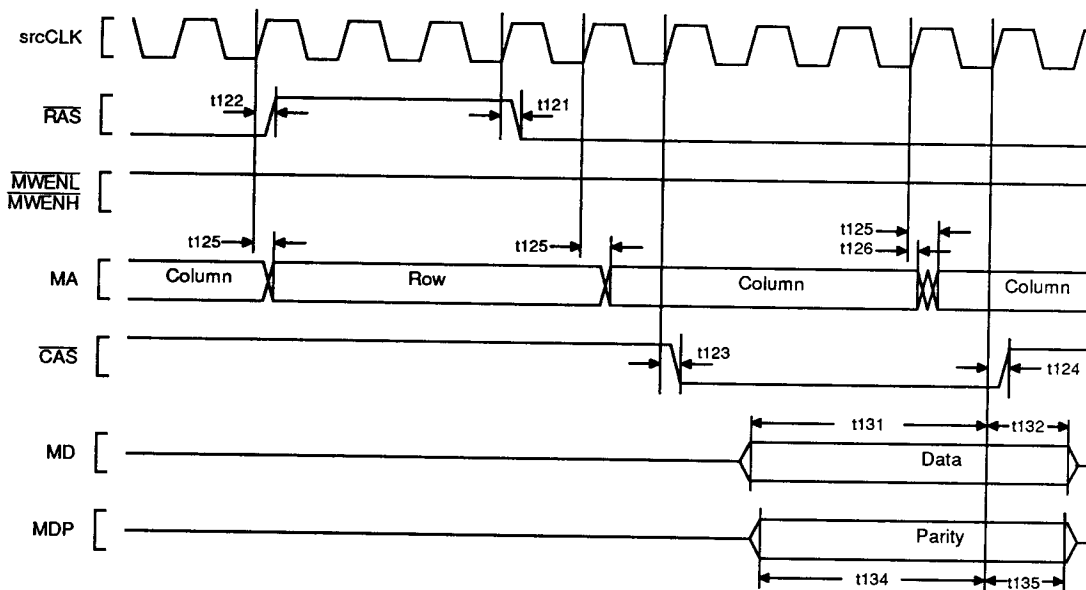 srcCLK
RAS
t122
t121
MWENL
MWENH
t125
t125
t125
t126
MA
Column
Row
Column
Column
CAS
t123
t124
MD
t131
t132
Data
MDP
Parity
t134
t135